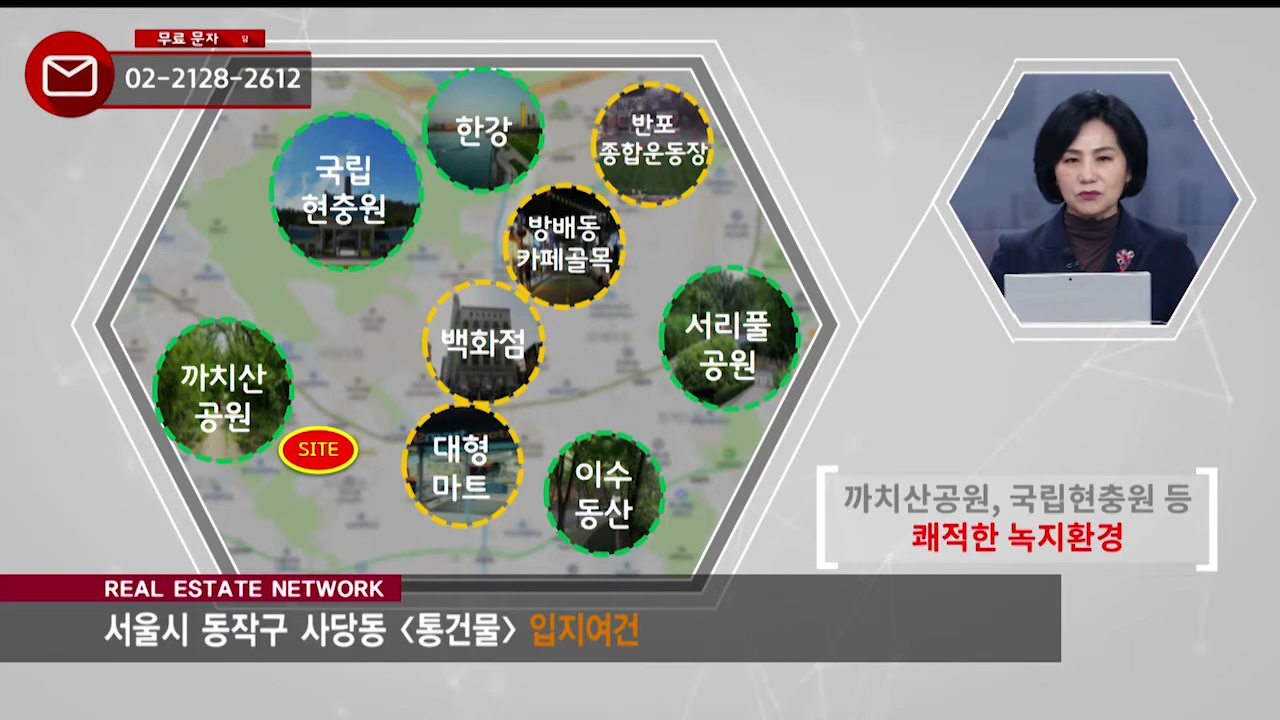 무료 문자
02-2128-2612
한강
반포
종합운동장
국립
현충원
방배동
카페골목
백화점
서리풀
공원
까치산
공원
SITE
대형
마트
이수
동산
까치산공원, 국립현충원 등
쾌적한 녹지환경
REAL ESTATE NETWORK
서울시 동작구 사당동 <통건물> 입지여건